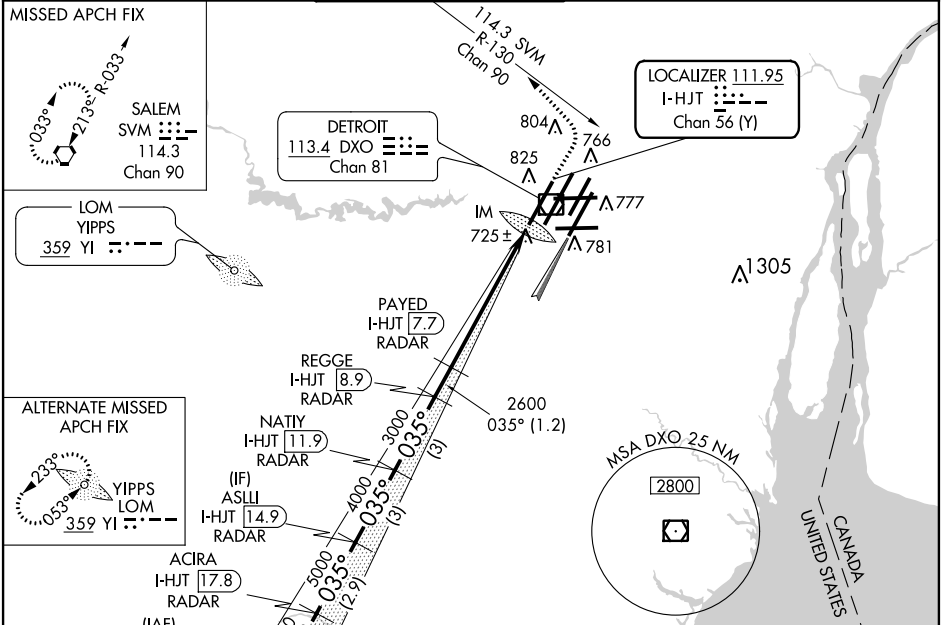 MISSED APCH FIX
R-033
033°
213°
SALEM
SVM
114.3
Chan 90
114.3 SVM
R-130
Chan 90
LOCALIZER 111.95
I-HJT
Chan 56 (Y)
DETROIT
113.4 DXO
Chan 81
804
766
825
777
781
1305
IM
725±
LOM
YIPPS
359 YI
PAYED
I-HJT 7.7
RADAR
REGGE
I-HJT 8.9
RADAR
2600
035° (1.2)
NATIY
I-HJT 11.9
RADAR
3000
035°
(3)
(IF)
ASLLI
I-HJT 14.9
RADAR
4000
035°
(3)
ACIRA
I-HJT 17.8
RADAR
5000
035°
(2.9)
(IAF)
ALTERNATE MISSED
APCH FIX
233°
053°
YIPPS
LOM
359 YI
MSA DXO 25 NM
2800
CANADA
UNITED STATES